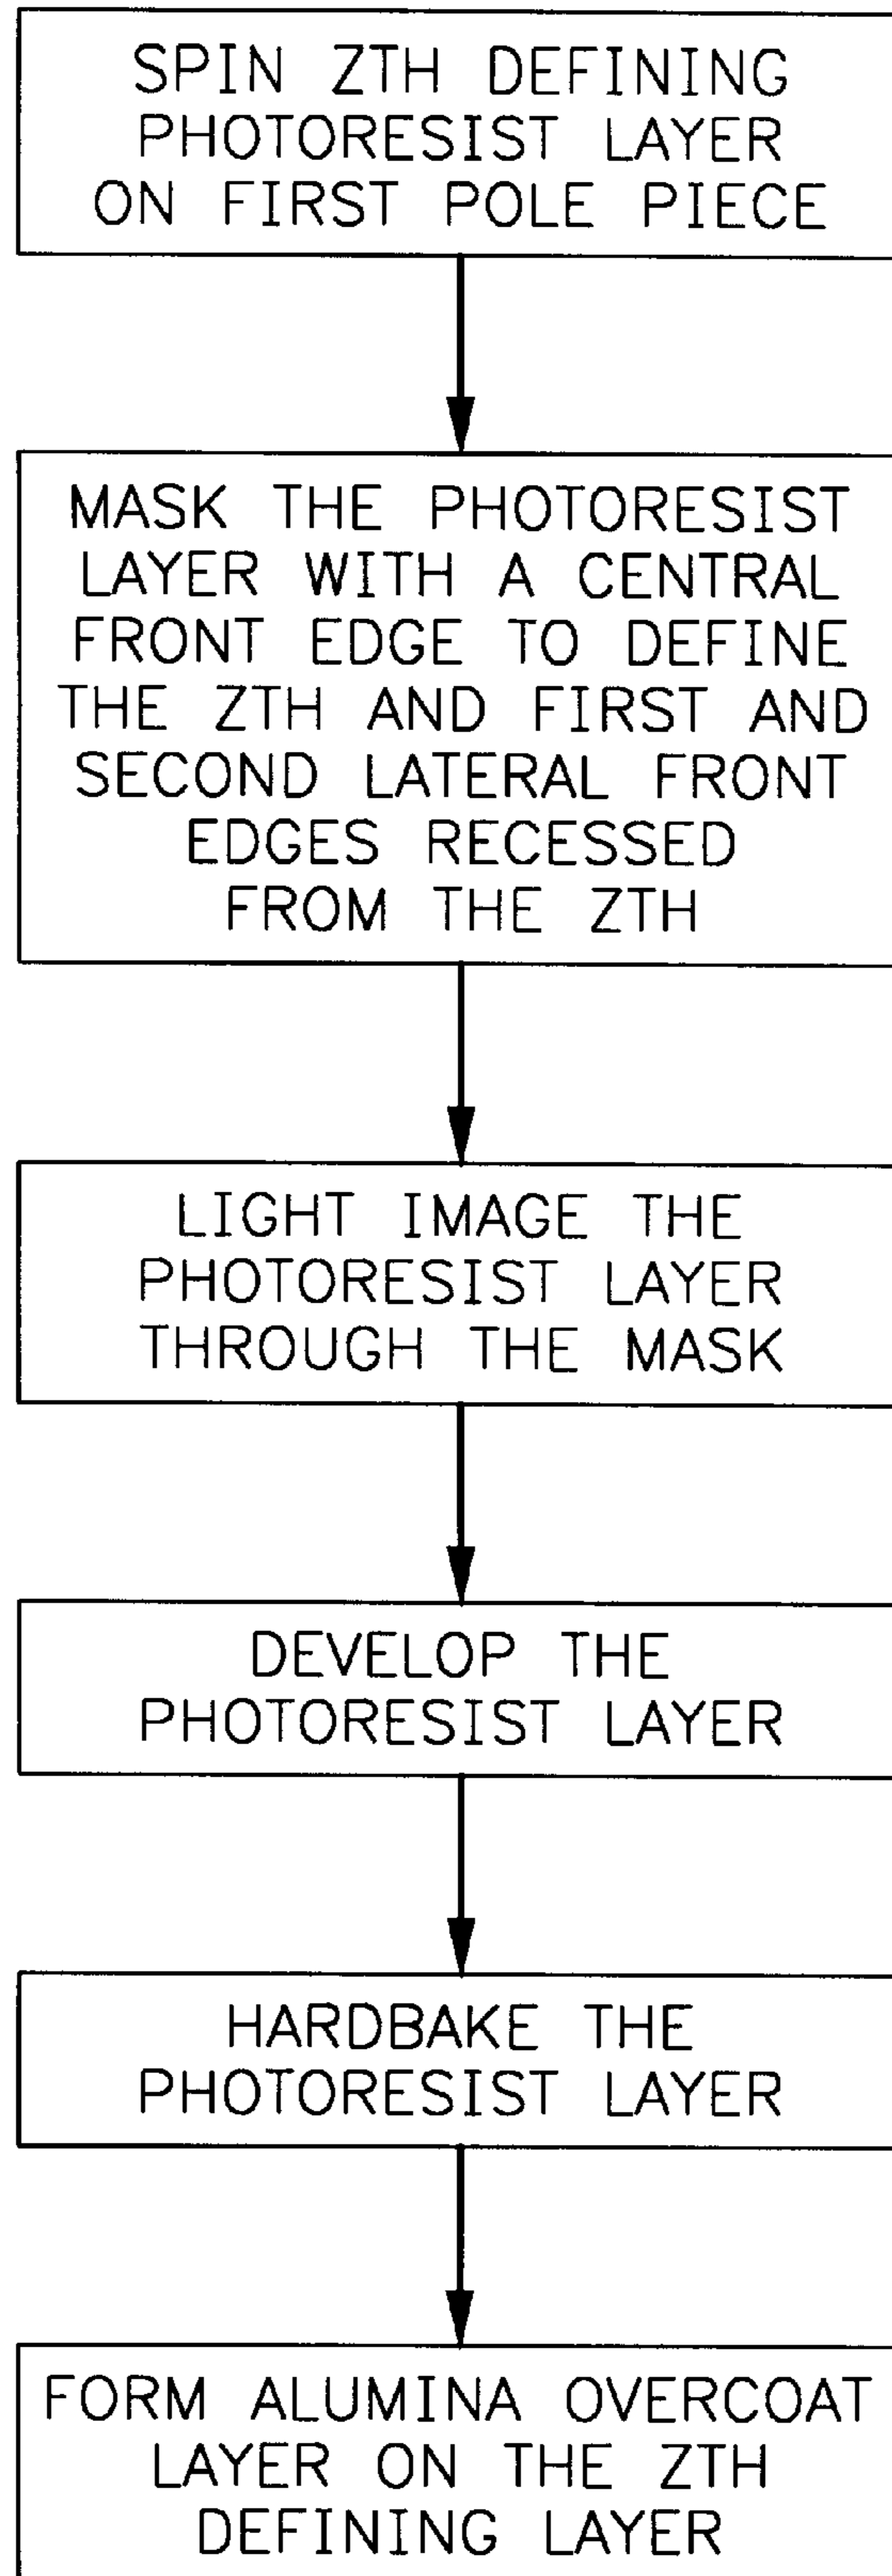 SPIN ZTH DEFINING
PHOTORESIST LAYER
ON FIRST POLE PIECE
MASK THE PHOTORESIST
LAYER WITH A CENTRAL
FRONT EDGE TO DEFINE
THE ZTH AND FIRST AND
SECOND LATERAL FRONT
EDGES RECESSED
FROM THE ZTH
LIGHT IMAGE THE
PHOTORESIST LAYER
THROUGH THE MASK
DEVELOP THE
PHOTORESIST LAYER
HARDBAKE THE
PHOTORESIST LAYER
FORM ALUMINA OVERCOAT
LAYER ON THE ZTH
DEFINING LAYER